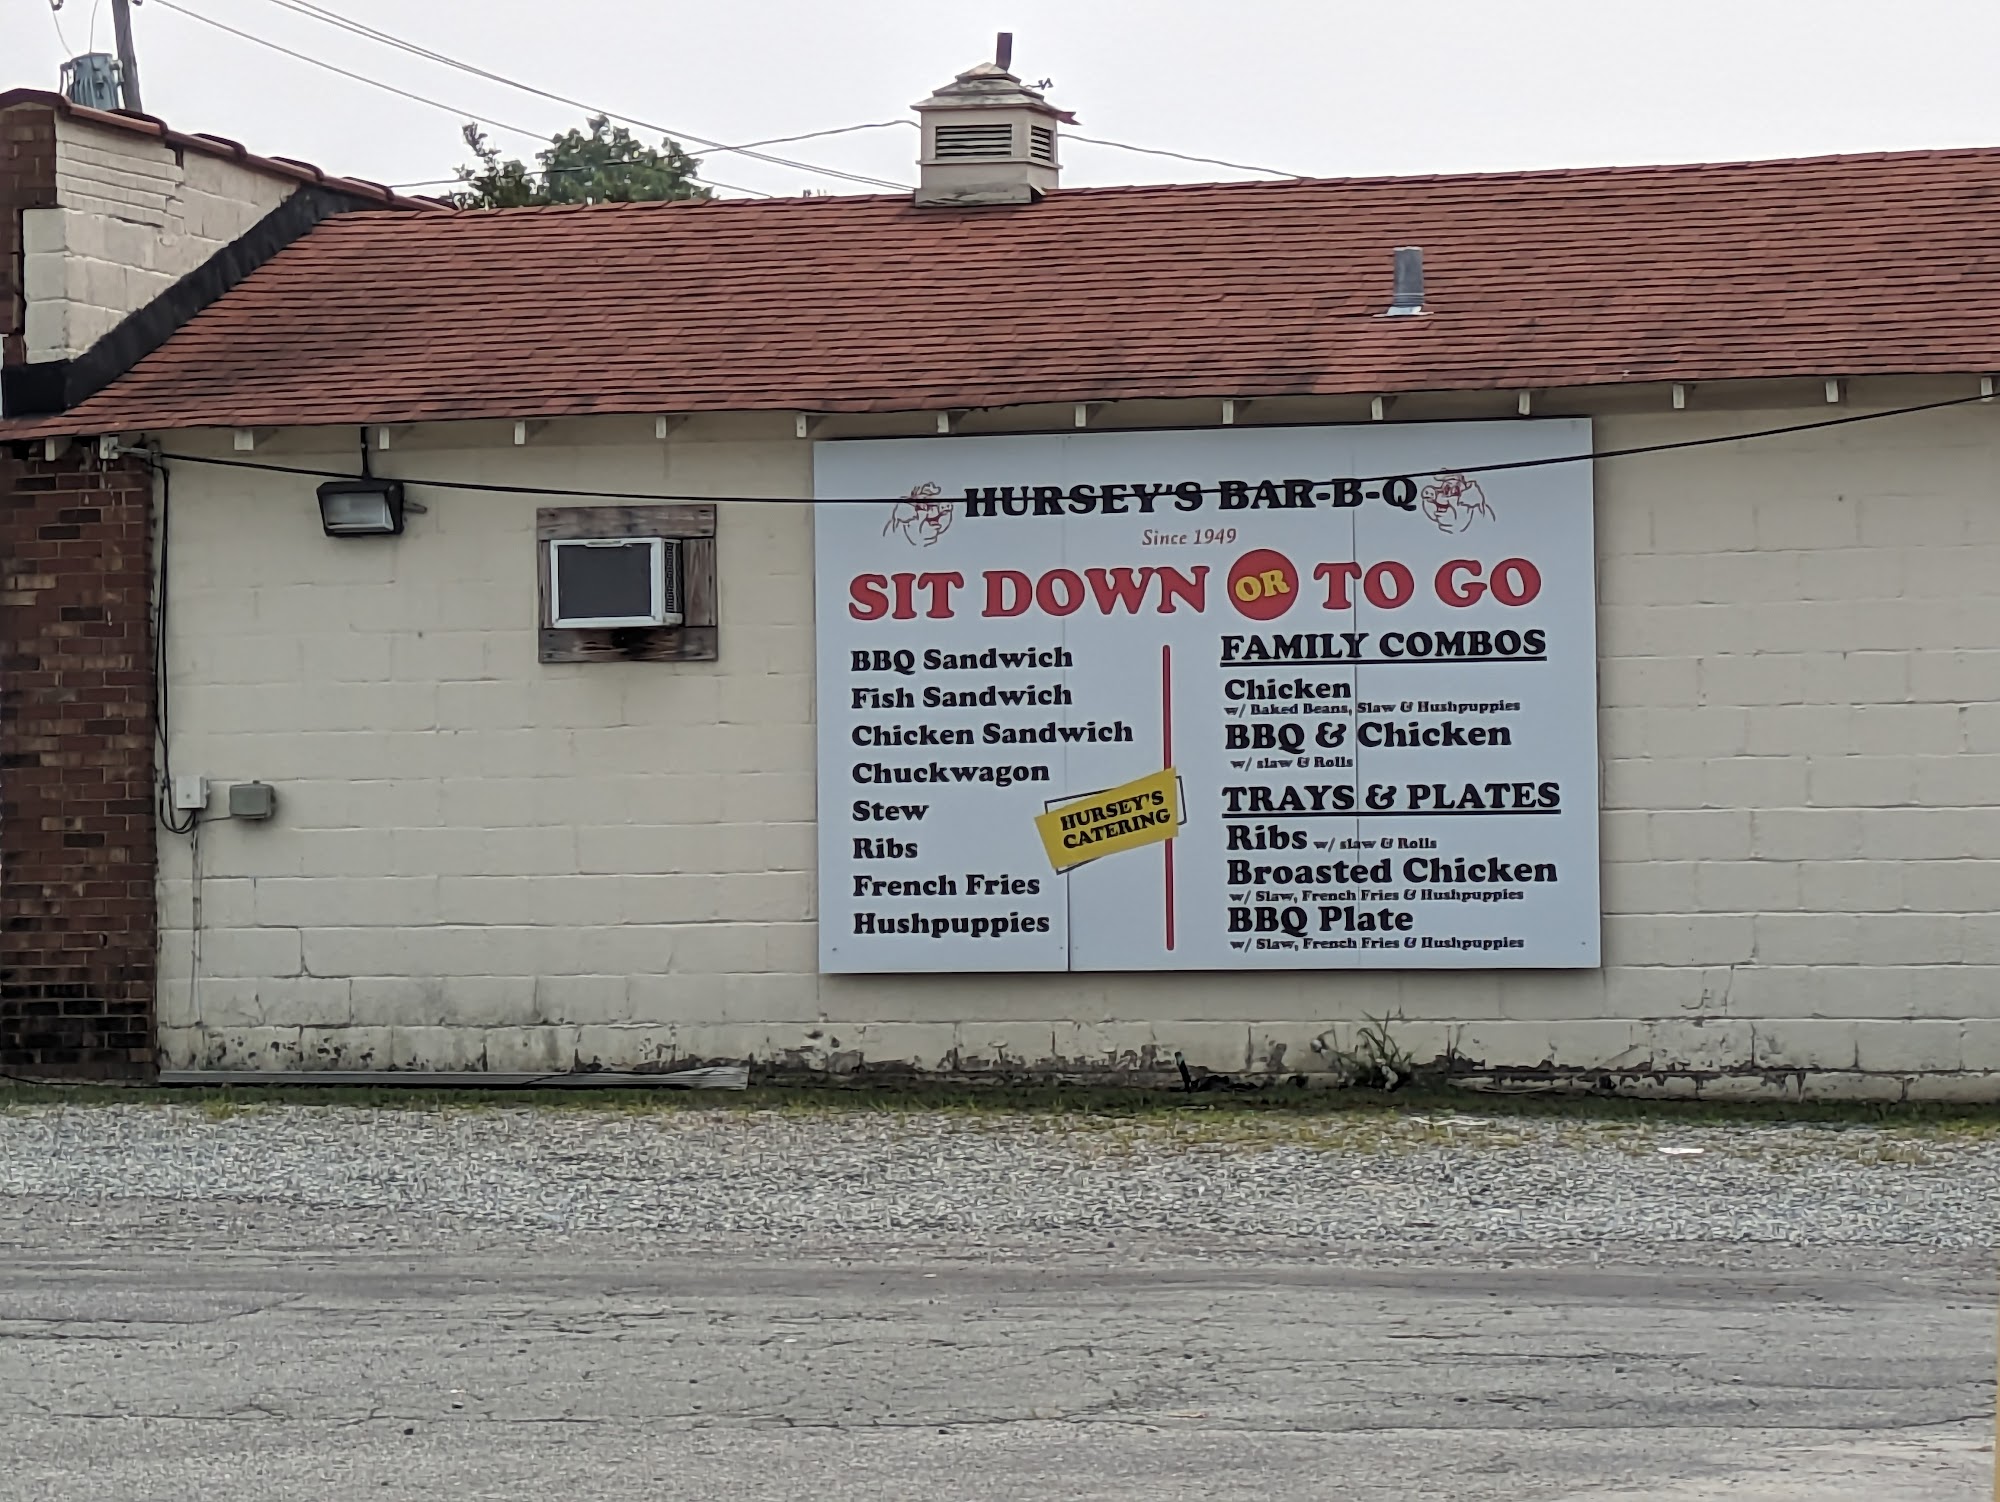 HURSEY'S BAR-B-Q
Since 1949
SIT DOWN OR TO GO
BBQ Sandwich
Fish Sandwich
Chicken Sandwich
Chuckwagon
Stew
Ribs
French Fries
Hushpuppies
HURSEY'S
CATERING
FAMILY COMBOS
Chicken
w/ Baked Beans, Slaw & Hushpuppies
BBQ & Chicken
w/ slaw & Rolls
TRAYS & PLATES
Ribs w/ slaw & Rolls
Broasted Chicken
w/ Slaw, French Fries & Hushpuppies
BBQ Plate
w/ Slaw, French Fries & Hushpuppies